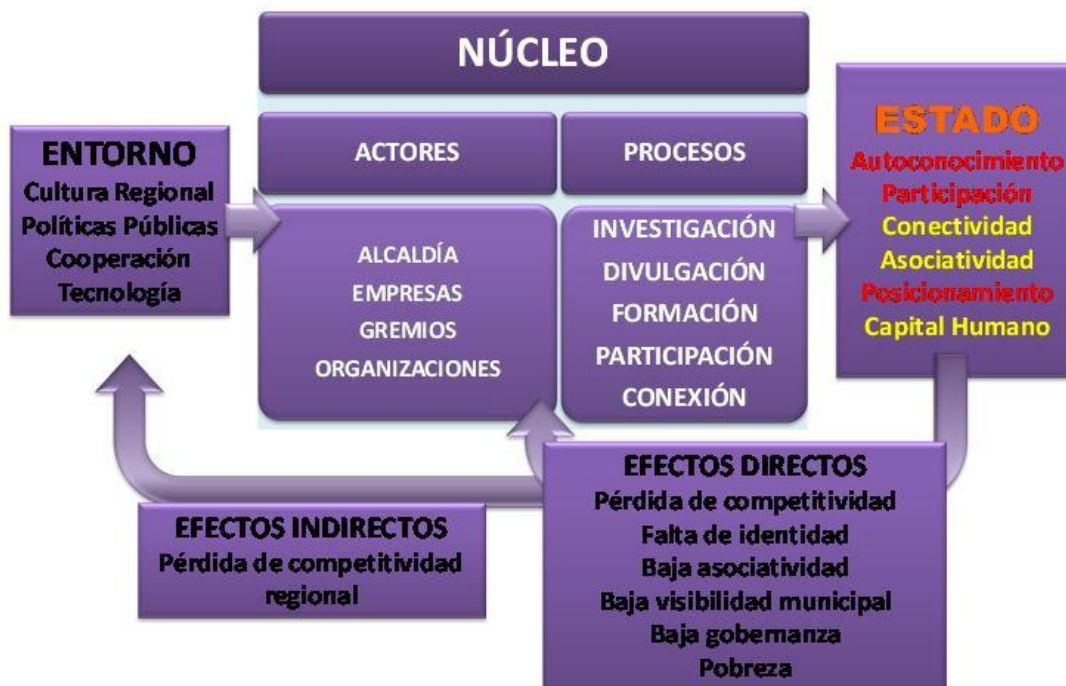 NÚCLEO
ENTORNO
Cultura Regional
Políticas Públicas
Cooperación
Tecnología
ACTORES
ALCALDÍA
EMPRESAS
GREMIOS
ORGANIZACIONES
PROCESOS
INVESTIGACIÓN
DIVULGACIÓN
FORMACIÓN
PARTICIPACIÓN
CONEXIÓN
ESTADO
Autoconocimiento
Participación
Conectividad
Asociatividad
Posicionamiento
Capital Humano
EFECTOS INDIRECTOS
Pérdida de competitividad
regional
EFECTOS DIRECTOS
Pérdida de competitividad
Falta de identidad
Baja asociatividad
Baja visibilidad municipal
Baja gobernanza
Pobreza